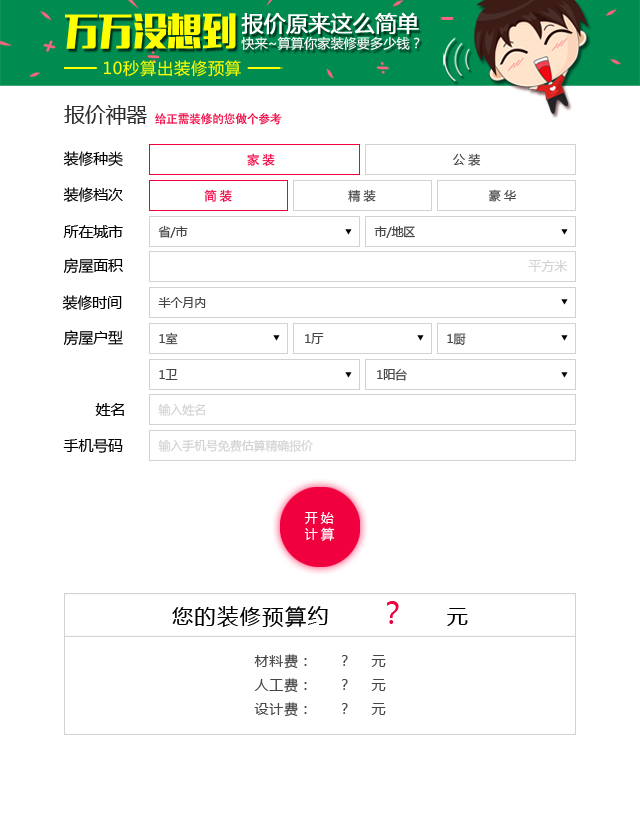 万万没想到 报价原来这么简单
快来~算算你家装修要多少钱？
10秒算出装修预算
报价神器 给正需装修的您做个参考
装修种类 家装 公装
装修档次 简装 精装 豪华
所在城市 省/市 市/地区
房屋面积 平方米
装修时间 半个月内
房屋户型 1室 1厅 1厨
1卫 1阳台
姓名 输入姓名
手机号码 输入手机号免费估算精确报价
开始
计算
您的装修预算约 ? 元
材料费： ? 元
人工费： ? 元
设计费： ? 元